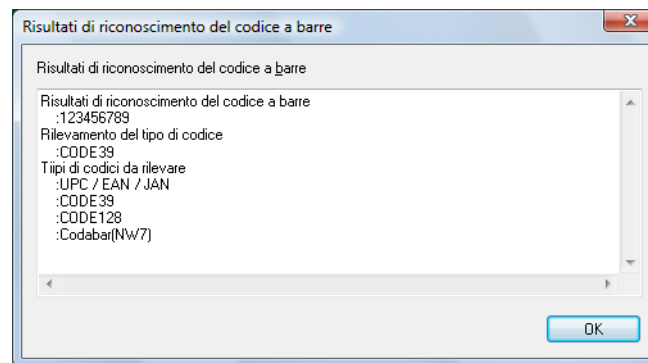 Risultati di riconoscimento del codice a barre
Risultati di riconoscimento del codice a barre
Risultati di riconoscimento del codice a barre
:123456789
Rilevamento del tipo di codice
:CODE39
Tiipi di codici da rilevare
:UPC / EAN / JAN
:CODE39
:CODE128
:Codabar(NW7)
OK